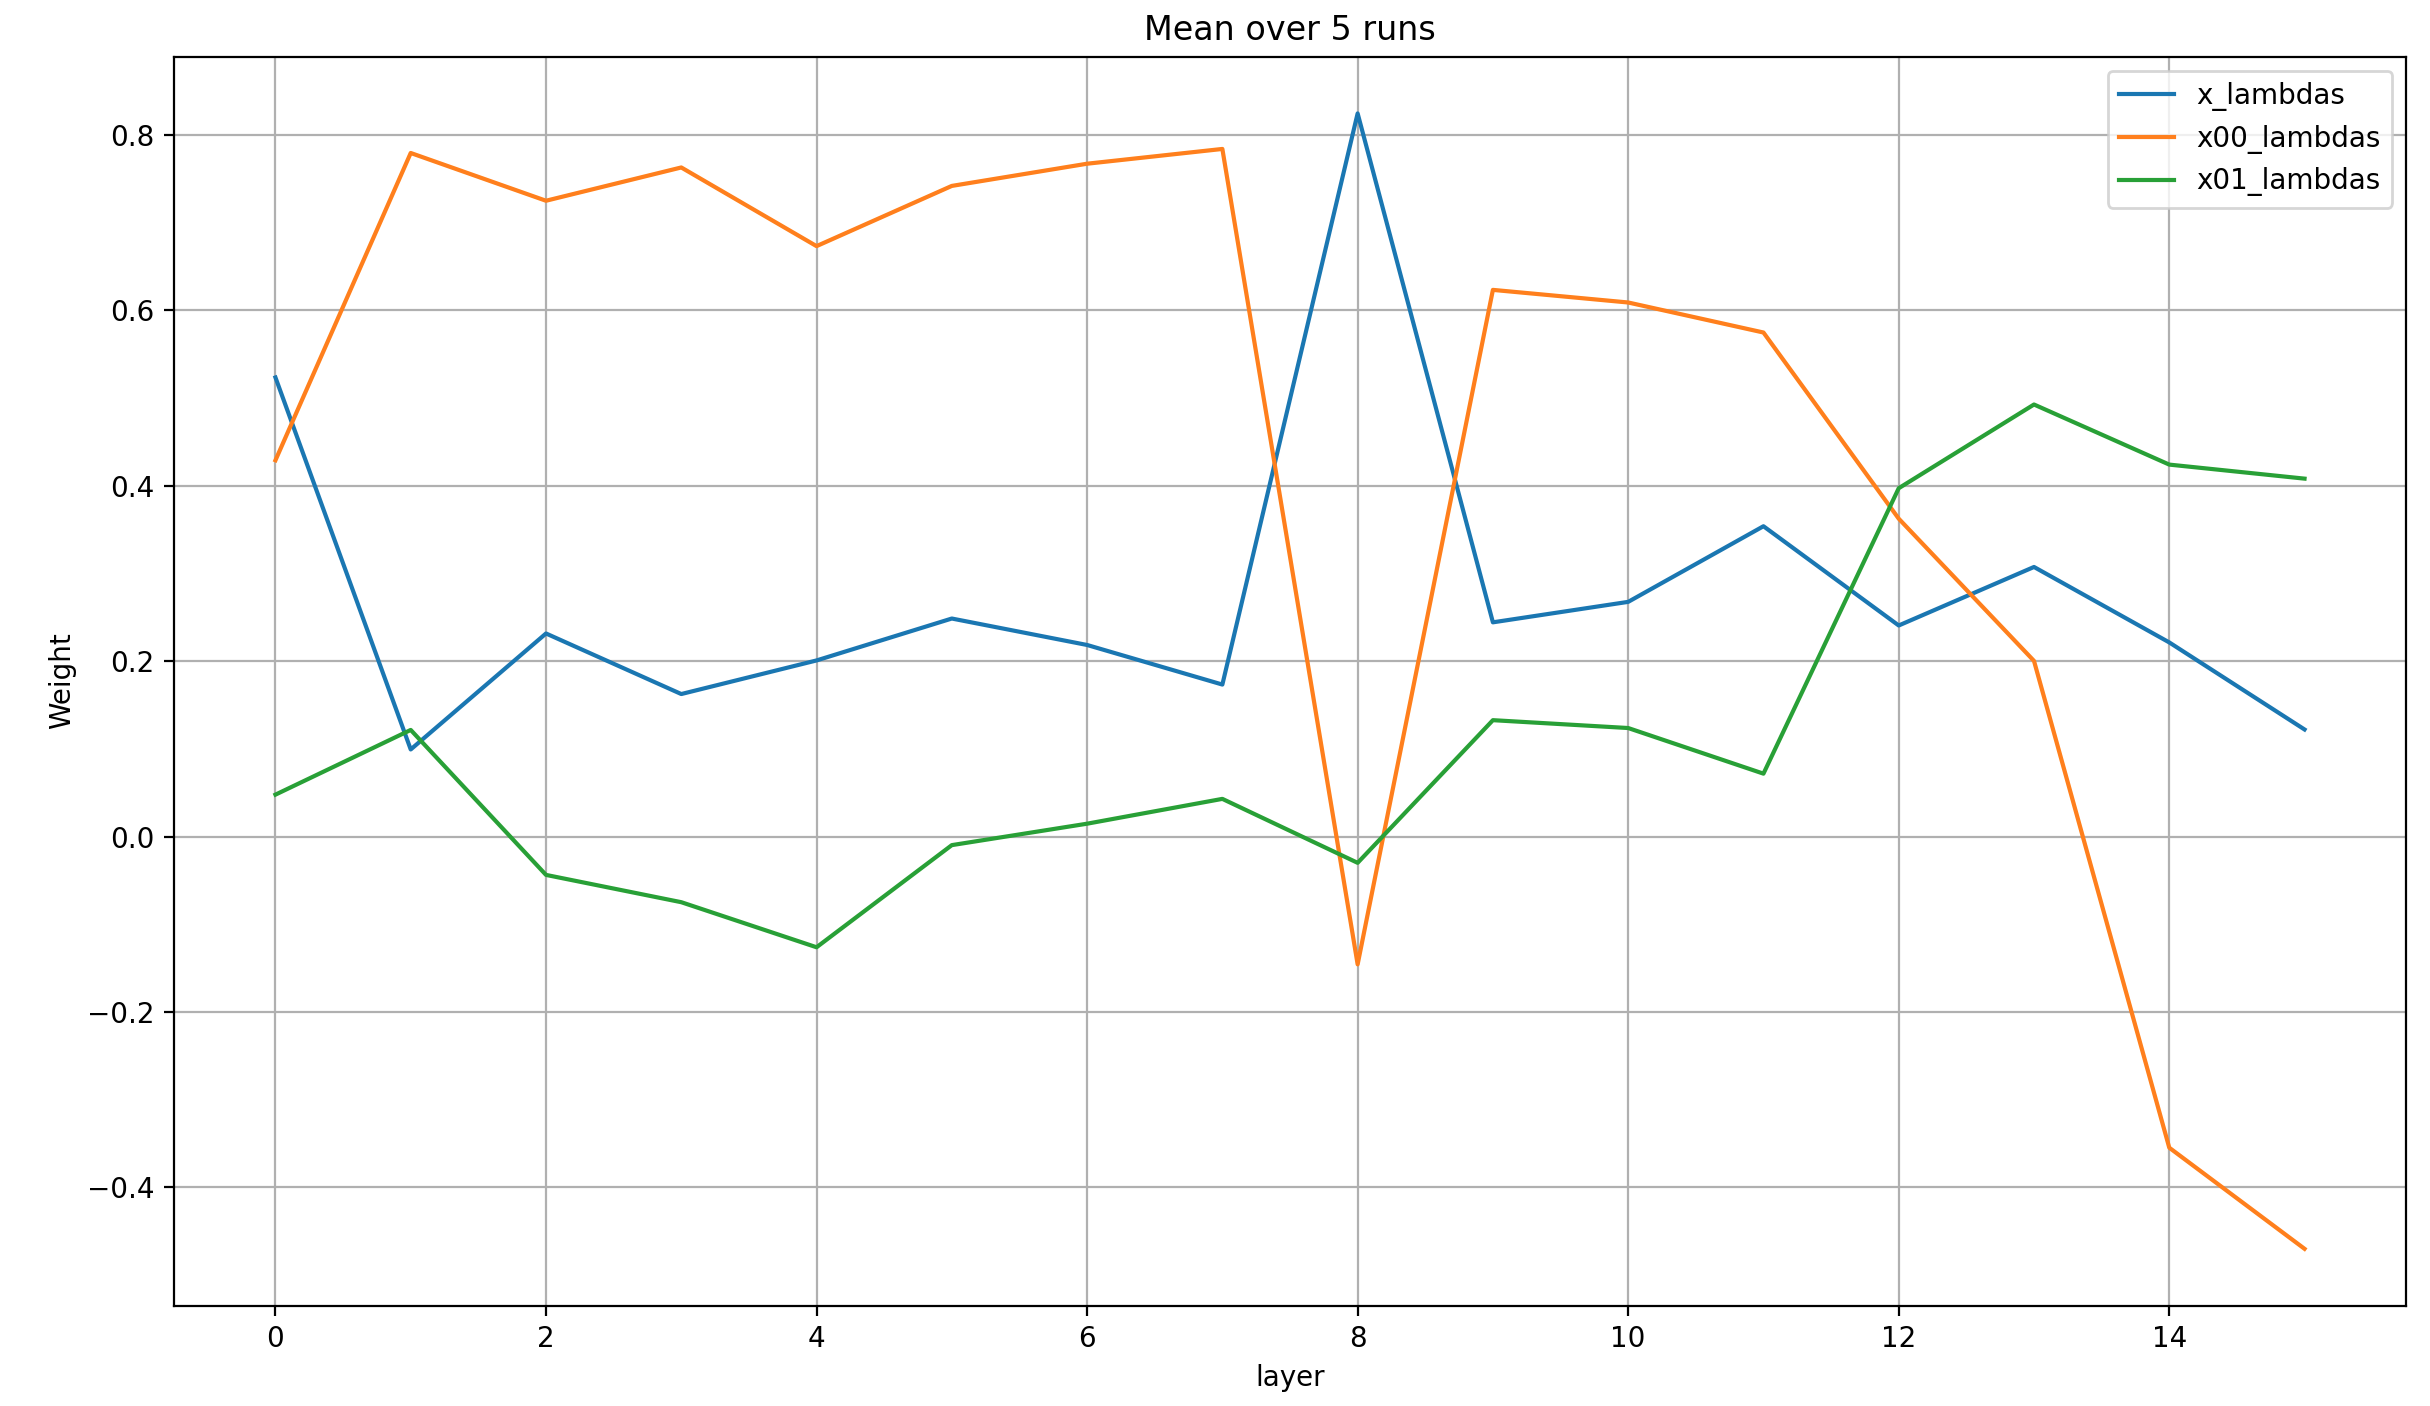 Mean over 5 runs
x_lambdas
x00_lambdas
x01_lambdas
0.8
0.6
0.4
0.2
0.0
−0.2
−0.4
Weight
0 2 4 6 8 10 12 14
layer